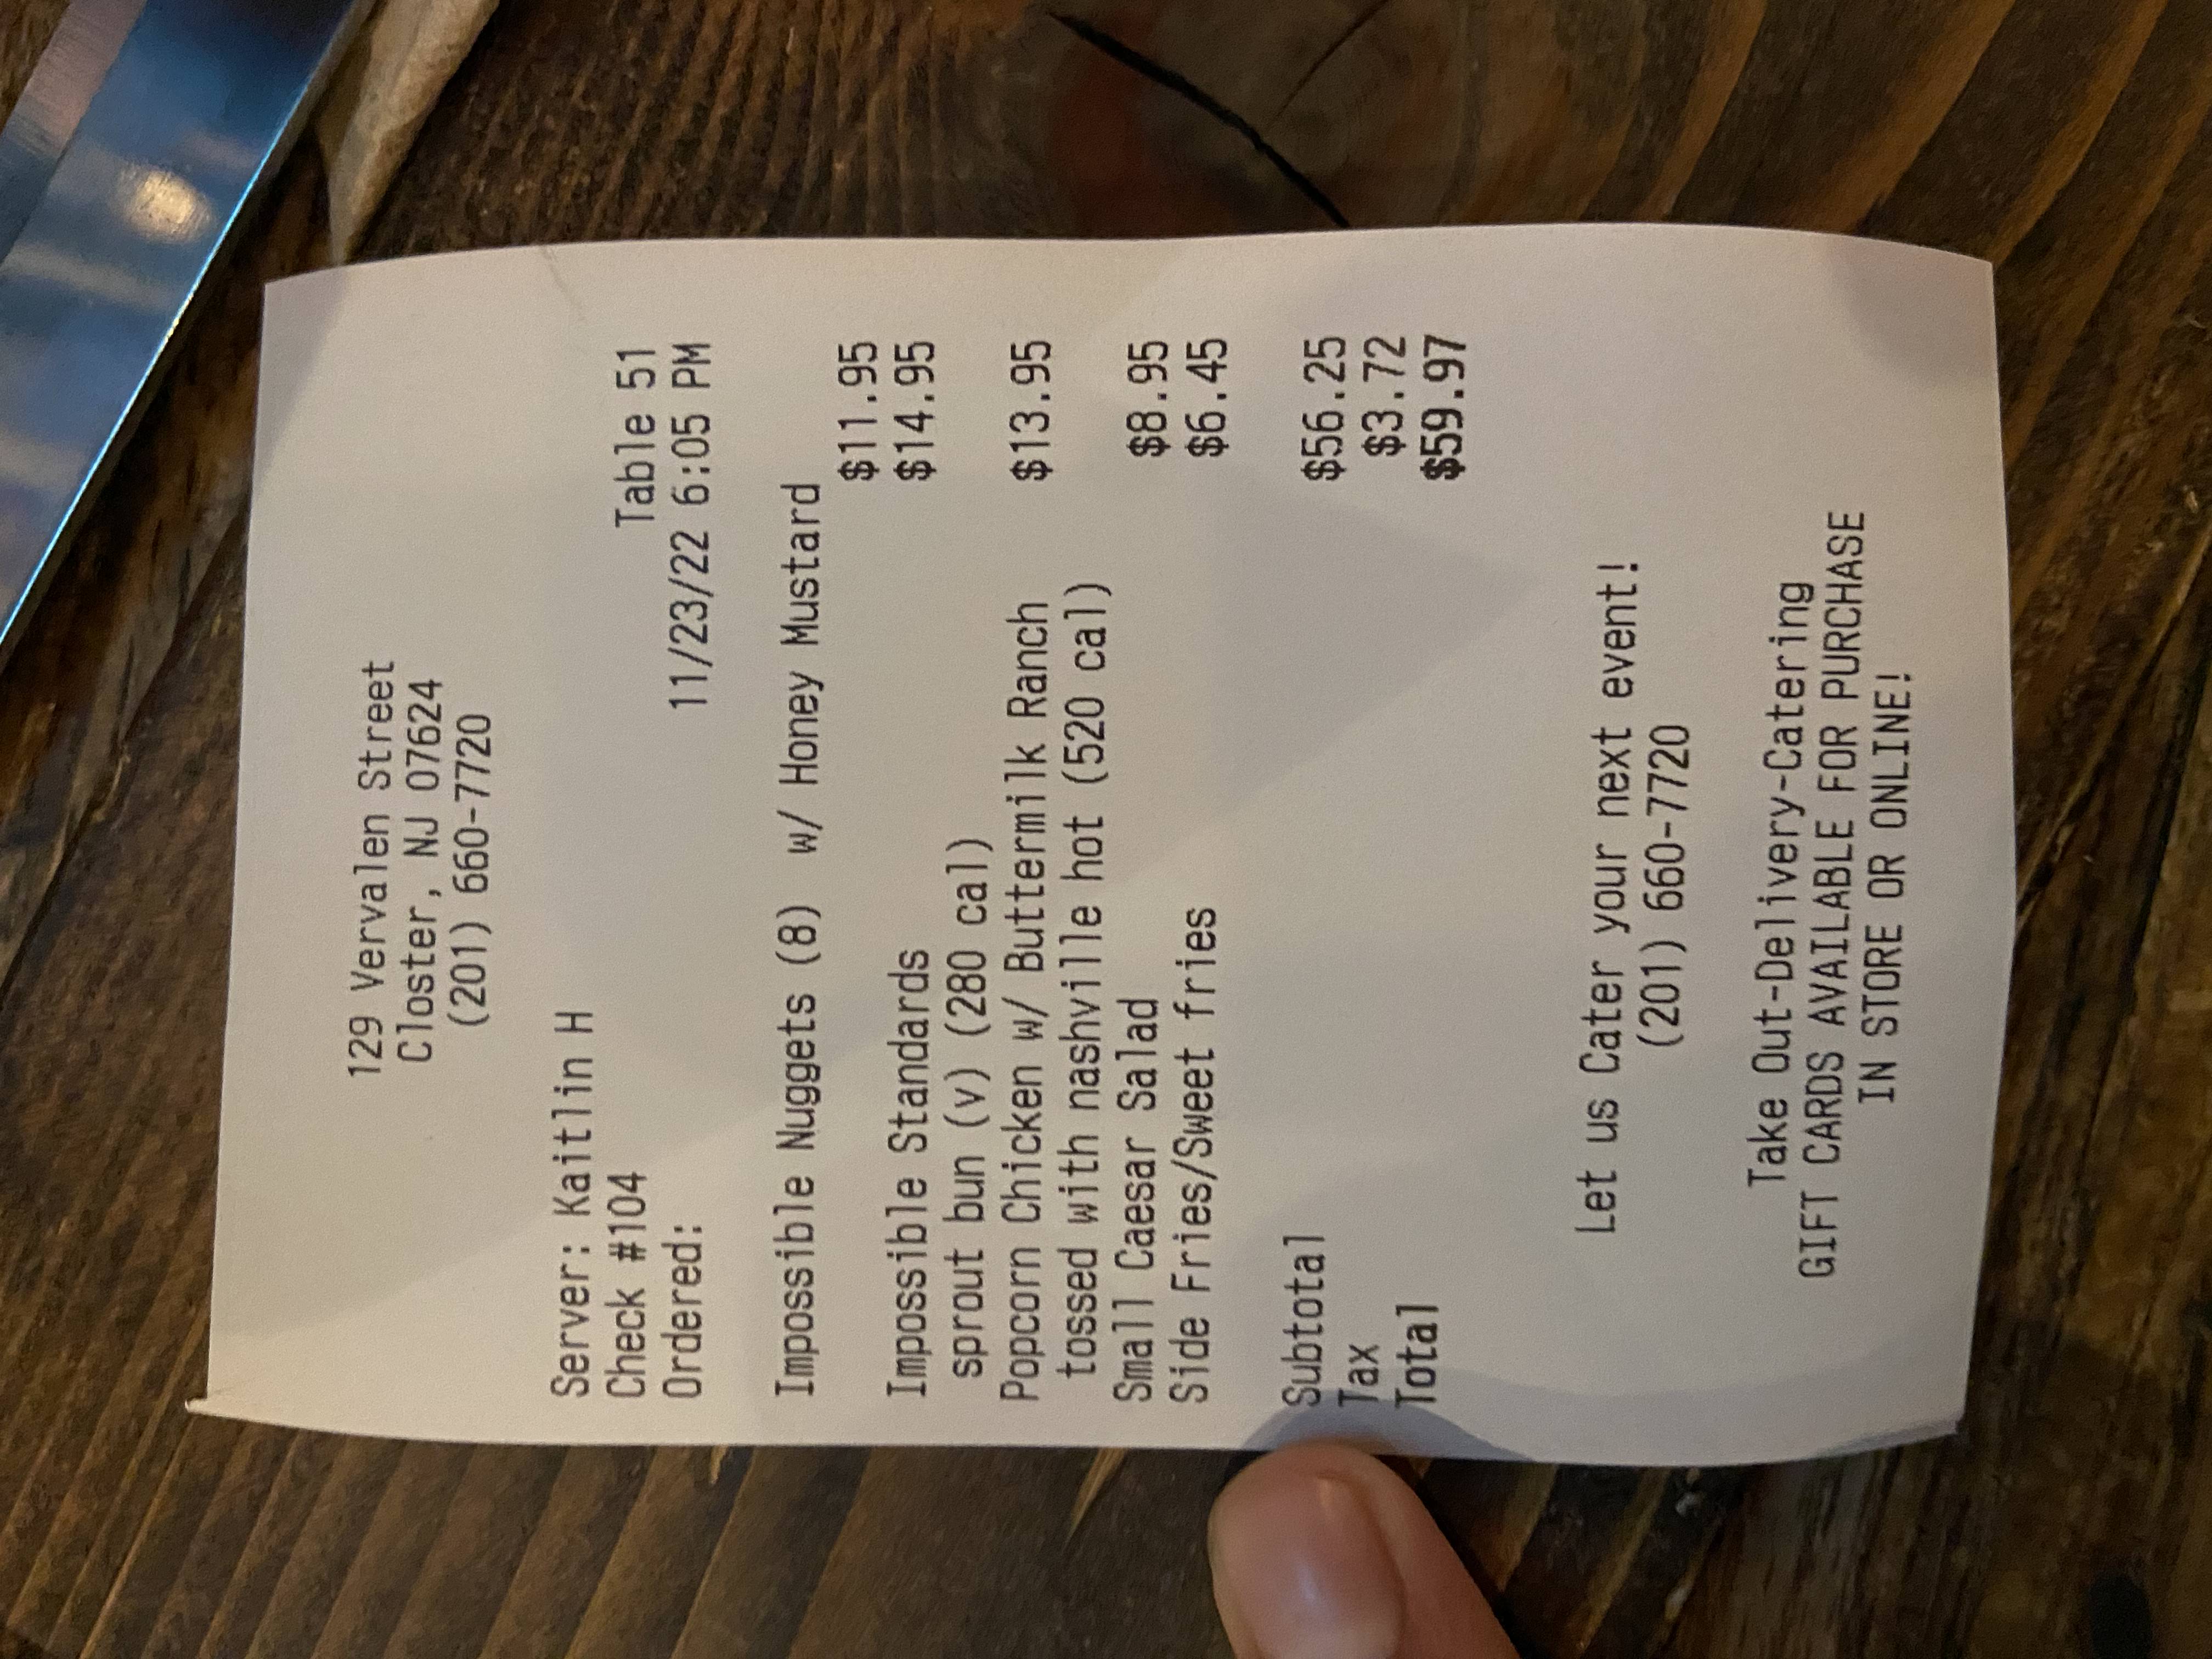 129 Vervalen Street
Closter, NJ 07624
(201) 660-7720
Server: Kaitlin H
Check #104 Table 51
Ordered: 11/23/22 6:05 PM
Impossible Nuggets (8) w/ Honey Mustard
$11.95
Impossible Standards $14.95
sprout bun (v) (280 cal)
Popcorn Chicken w/ Buttermilk Ranch $13.95
tossed with nashville hot (520 cal)
Small Caesar Salad $8.95
Side Fries/Sweet fries $6.45
Subtotal $56.25
Tax $3.72
Total $59.97
Let us Cater your next event!
(201) 660-7720
Take Out-Delivery-Catering
GIFT CARDS AVAILABLE FOR PURCHASE
IN STORE OR ONLINE!